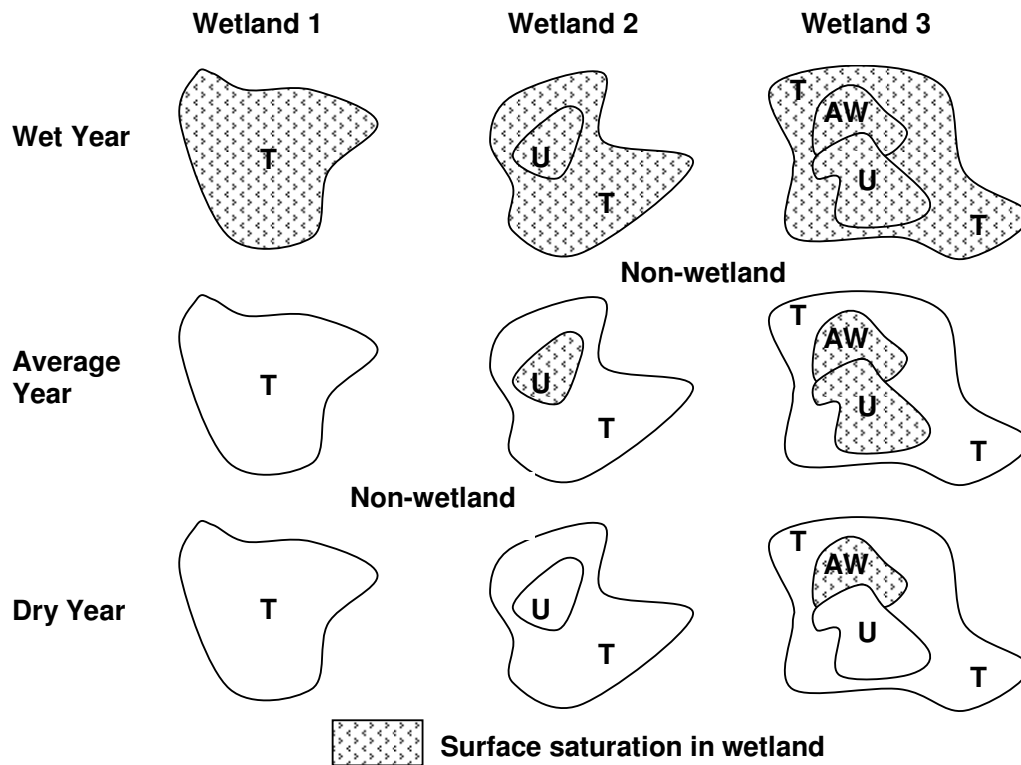 Wetland 1 Wetland 2 Wetland 3
Wet Year
T
U
T
T
AW
U
T
Non-wetland
Average
Year
T
U
T
T
AW
U
T
Non-wetland
Dry Year
T
U
T
T
AW
U
T
Surface saturation in wetland